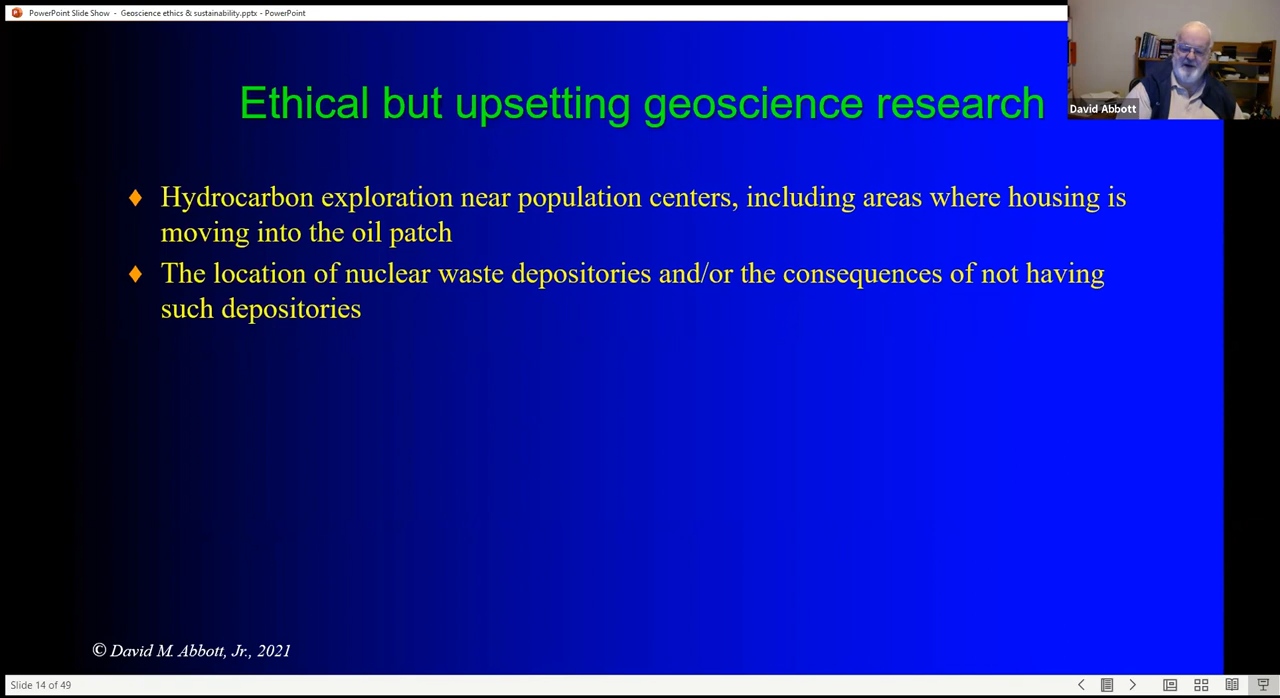 PowerPoint Slide Show - Geoscience ethics & sustainability.pptx - PowerPoint
David Abbott
Ethical but upsetting geoscience research
♦ Hydrocarbon exploration near population centers, including areas where housing is
moving into the oil patch
♦ The location of nuclear waste depositories and/or the consequences of not having
such depositories
© David M. Abbott, Jr., 2021
Slide 14 of 49